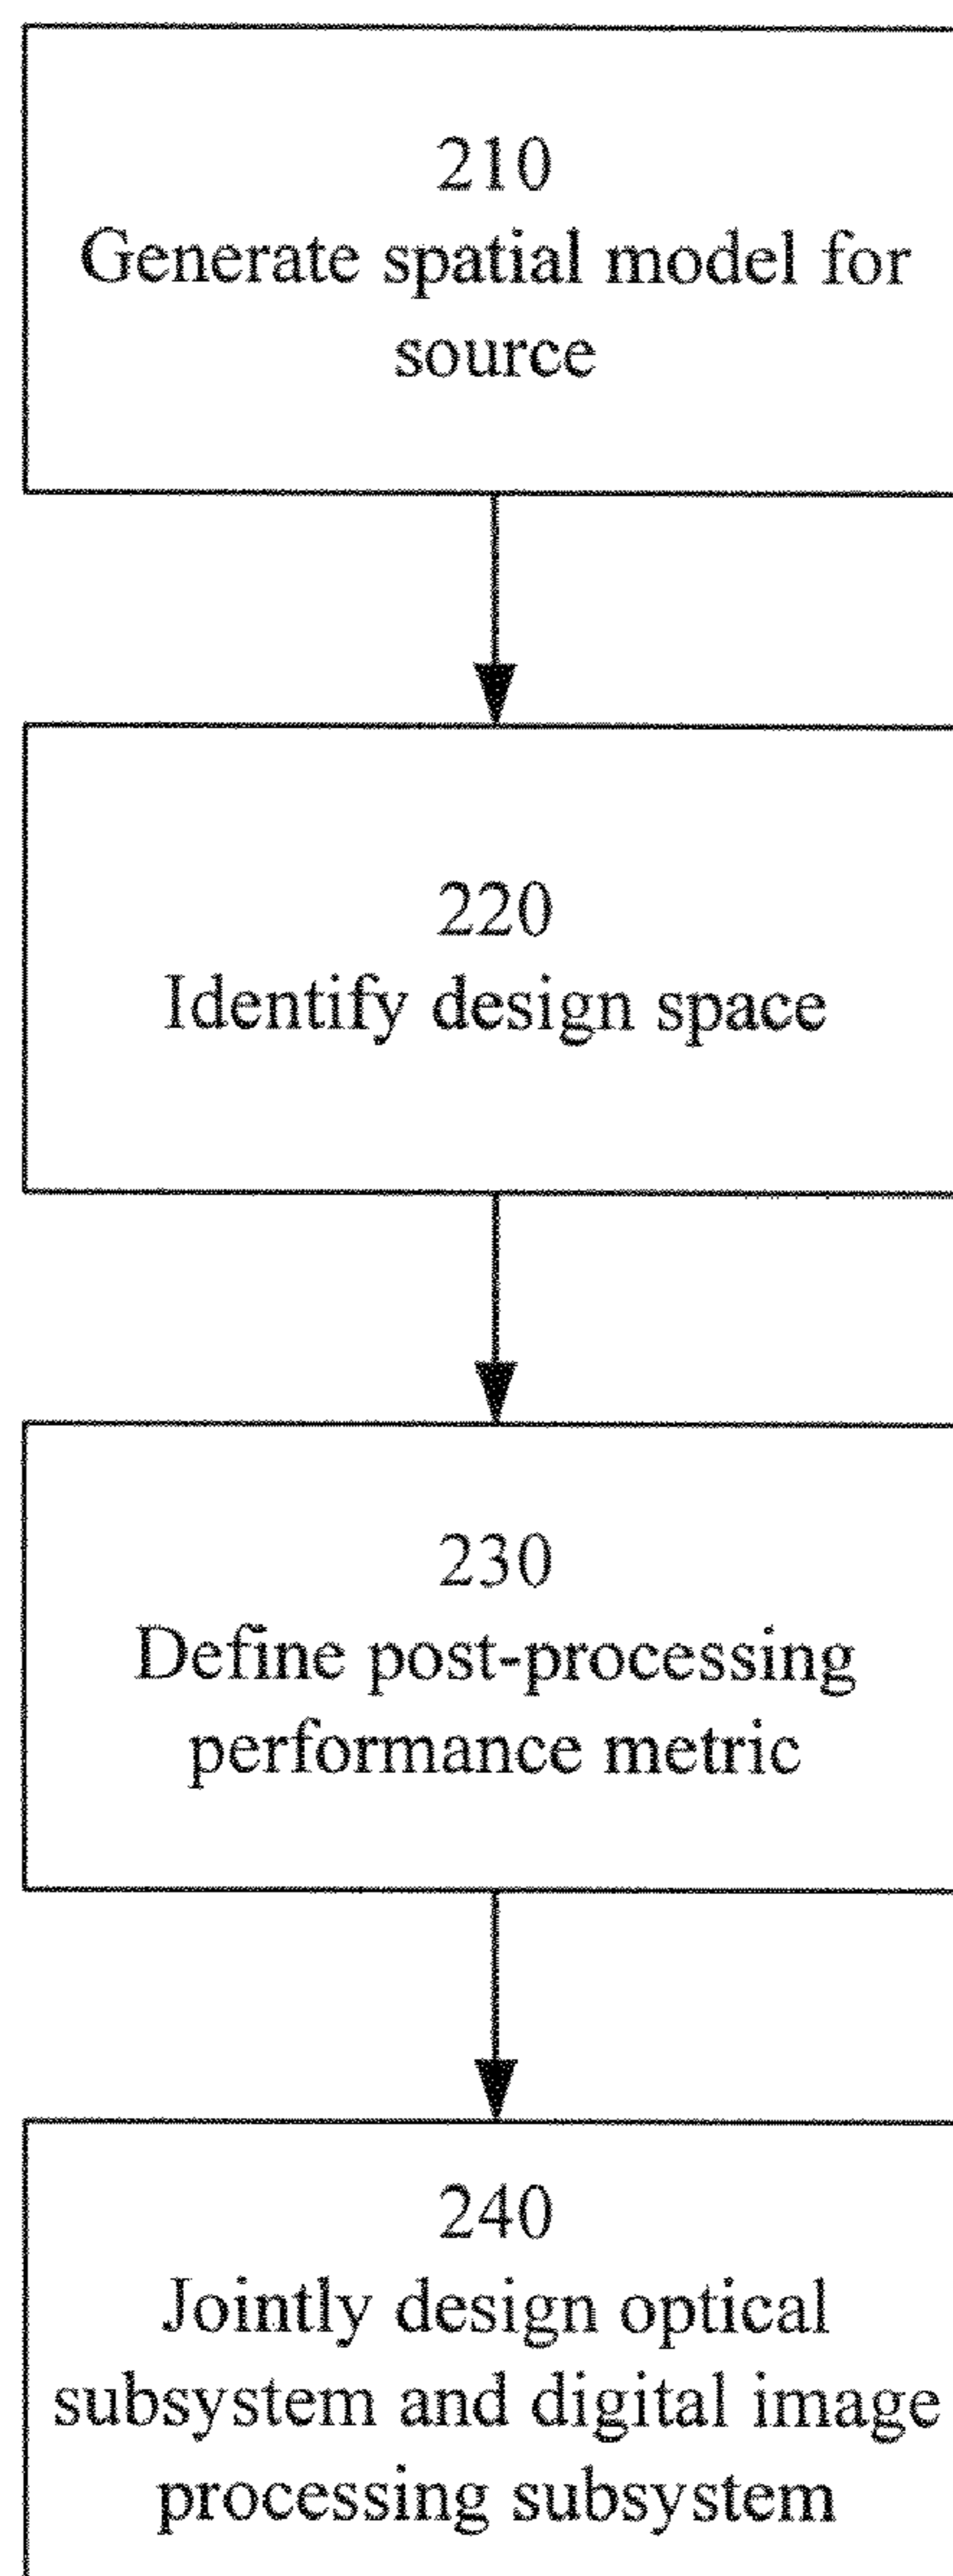 210
Generate spatial model for
source
220
Identify design space
230
Define post-processing
performance metric
240
Jointly design optical
subsystem and digital image
processing subsystem